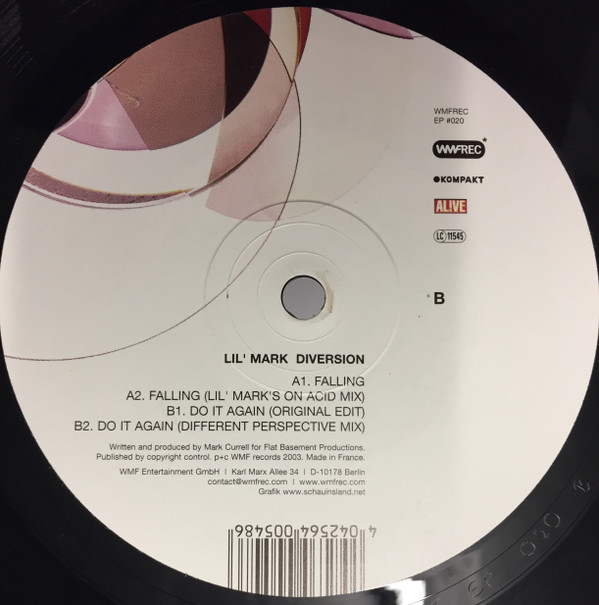 WMFREC
EP #020
WMFREC*
KOMPAKT
AL!VE
LC 11545
B
LIL' MARK DIVERSION
A1. FALLING
A2. FALLING (LIL' MARK'S ON ACID MIX)
B1. DO IT AGAIN (ORIGINAL EDIT)
B2. DO IT AGAIN (DIFFERENT PERSPECTIVE MIX)
Written and produced by Mark Currell for Flat Basement Productions.
Published by copyright control. p+c WMF records 2003. Made in France.
WMF Entertainment GmbH I Karl Marx Allee 34 I D-10178 Berlin
contact@wmfrec.com I www.wmfrec.com
Grafik www.schauinsland.net
4 042564 005486
020 B